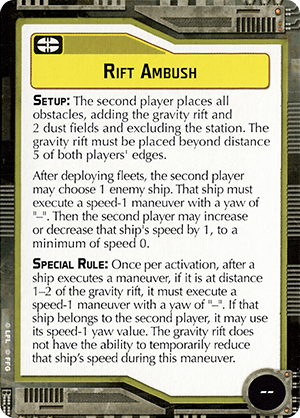 RIFT AMBUSH
SETUP: The second player places all
obstacles, adding the gravity rift and
2 dust fields and excluding the station. The
gravity rift must be placed beyond distance
5 of both players' edges.
After deploying fleets, the second player
may choose 1 enemy ship. That ship must
execute a speed-1 maneuver with a yaw of
"–". Then the second player may increase
or decrease that ship's speed by 1, to a
minimum of speed 0.
SPECIAL RULE: Once per activation, after a
ship executes a maneuver, if it is at distance
1–2 of the gravity rift, it must execute a
speed-1 maneuver with a yaw of "–". If that
ship belongs to the second player, it may use
its speed-1 yaw value. The gravity rift does
not have the ability to temporarily reduce
that ship's speed during this maneuver.
© LFL © FFG
--